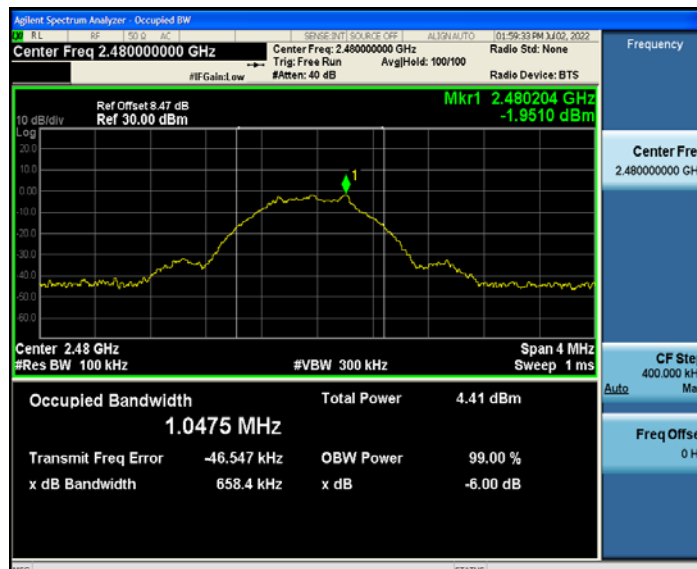 Agilent Spectrum Analyzer - Occupied BW
RL RF 50 Ω AC SENSE:INT SOURCE OFF ALIGN AUTO 01:59:33 PM Jul 02, 2022
Center Freq 2.480000000 GHz
Center Freq: 2.480000000 GHz
Radio Std: None
Trig: Free Run Avg|Hold: 100/100
#IFGain:Low #Atten: 40 dB Radio Device: BTS
Frequency
Ref Offset 8.47 dB
Mkr1 2.480204 GHz
10 dB/div Ref 30.00 dBm -1.9510 dBm
Log
20.0
10.0
0.00
-10.0
-20.0
-30.0
-40.0
-50.0
-60.0
1
Center Fre
2.480000000 GH
Center 2.48 GHz Span 4 MHz
#Res BW 100 kHz #VBW 300 kHz Sweep 1 ms
CF Ste
400.000 kH
Auto Ma
Occupied Bandwidth Total Power 4.41 dBm
1.0475 MHz
Transmit Freq Error -46.547 kHz OBW Power 99.00 %
x dB Bandwidth 658.4 kHz x dB -6.00 dB
Freq Offse
0 H